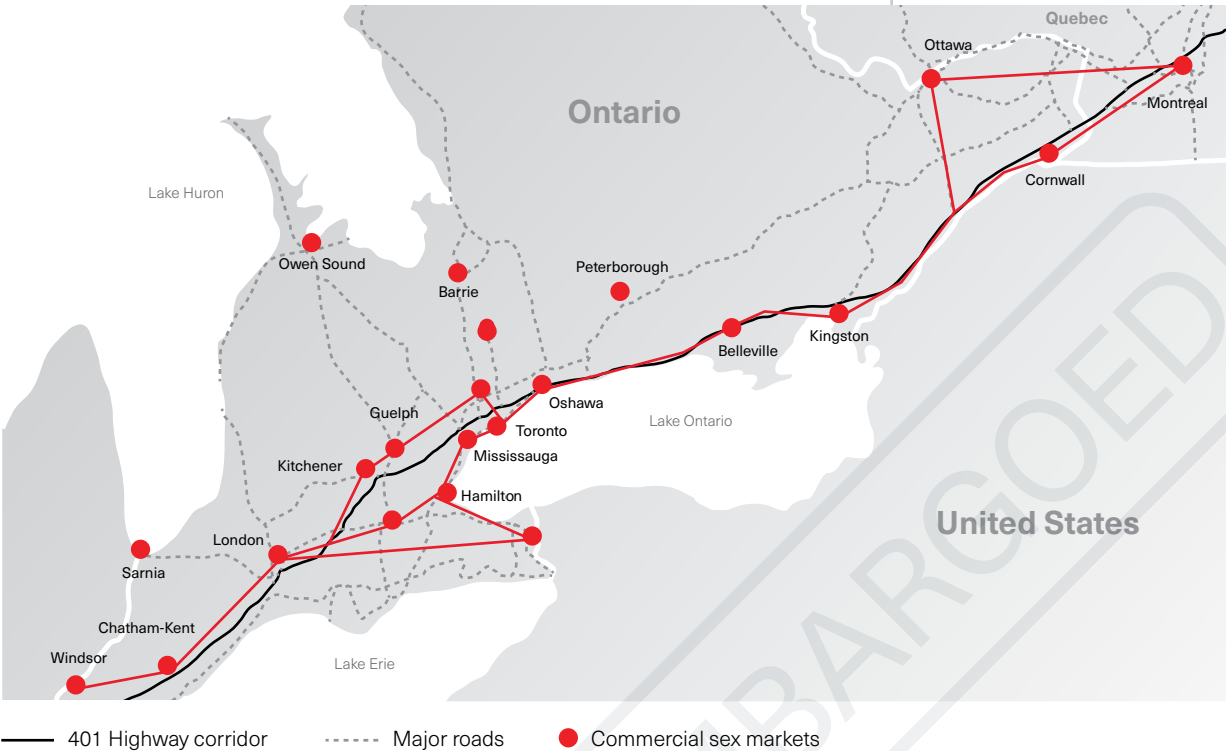 Quebec
Ottawa
Ontario
Montreal
Lake Huron
Cornwall
Owen Sound
Peterborough
Barrie
Kingston
Belleville
Oshawa
Guelph
Lake Ontario
Toronto
Mississauga
Kitchener
Hamilton
United States
London
Sarnia
Chatham-Kent
Windsor
Lake Erie
401 Highway corridor
Major roads
Commercial sex markets
MBARGOED